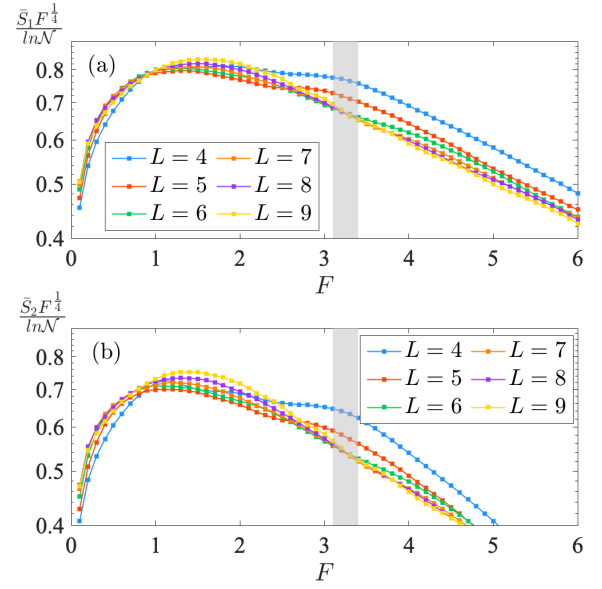 S̄₁F^¼ / lnN
(a)
0.8
0.7
0.6
0.5
0.4
L = 4 L = 7
L = 5 L = 8
L = 6 L = 9
0 1 2 3 4 5 6
F
S̄₂F^¼ / lnN
(b)
0.8
0.7
0.6
0.5
0.4
L = 4 L = 7
L = 5 L = 8
L = 6 L = 9
0 1 2 3 4 5 6
F